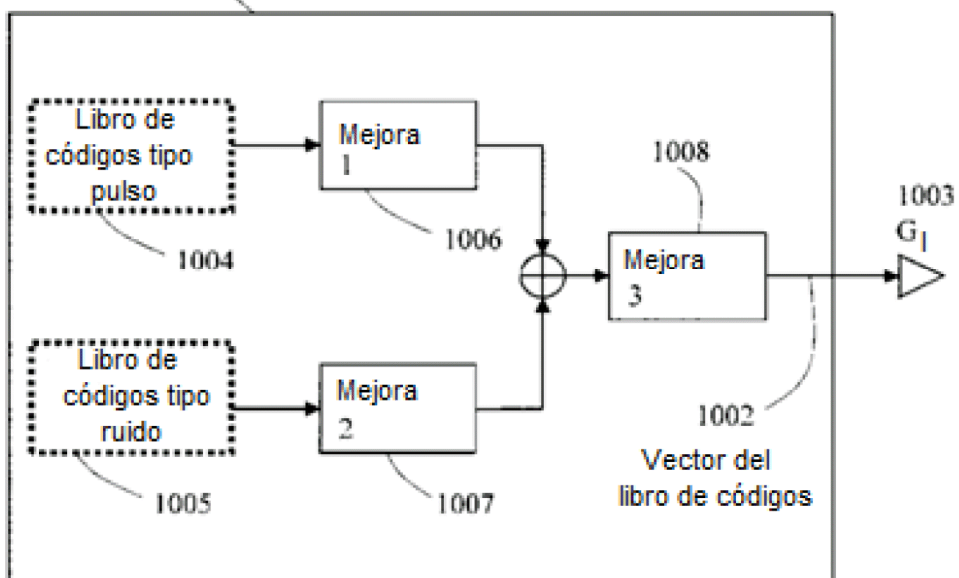 Libro de
códigos tipo
pulso
1004
Mejora
1
1006
1008
Mejora
3
1003
G1
Libro de
códigos tipo
ruido
1005
Mejora
2
1007
1002
Vector del
libro de códigos